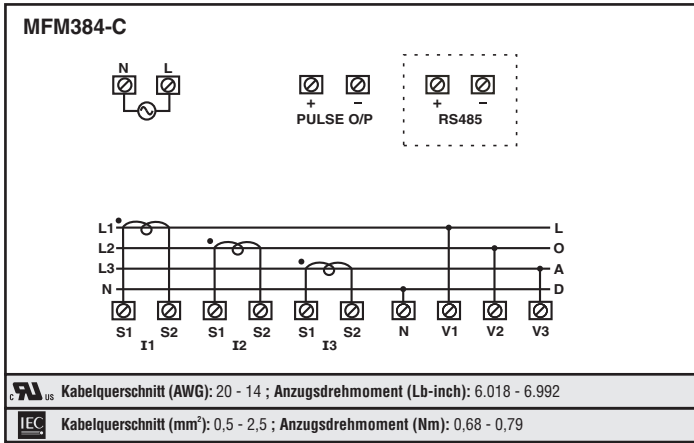 MFM384-C
N L
+ – + –
PULSE O/P RS485
L1 L
L2 O
L3 A
N D
S1 S2 S1 S2 S1 S2 N V1 V2 V3
I1 I2 I3
c RU US Kabelquerschnitt (AWG): 20 - 14 ; Anzugsdrehmoment (Lb-inch): 6.018 - 6.992
IEC Kabelquerschnitt (mm²): 0,5 - 2,5 ; Anzugsdrehmoment (Nm): 0,68 - 0,79